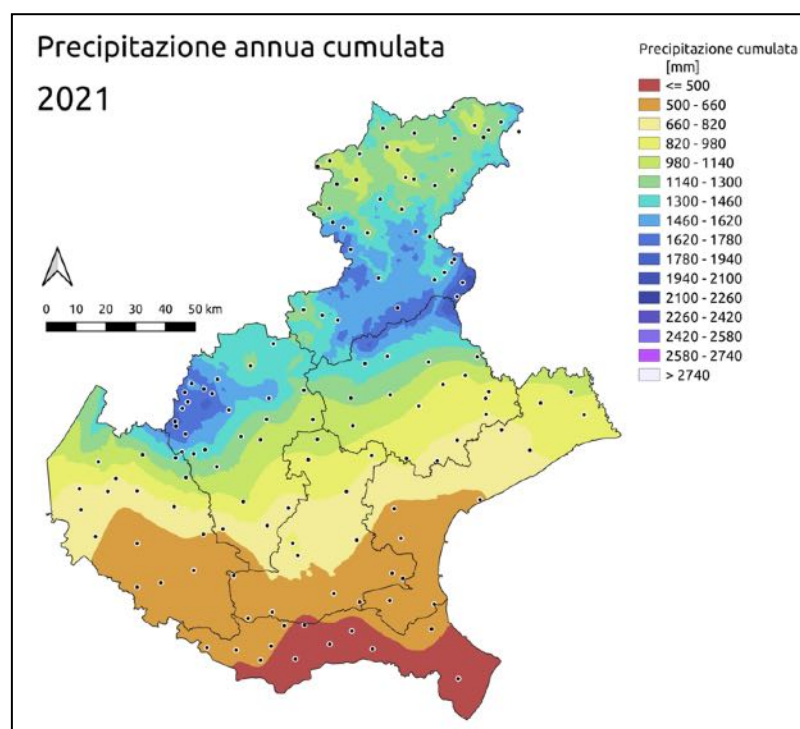 Precipitazione annua cumulata
2021
Precipitazione cumulata
[mm]
<= 500
500 - 660
660 - 820
820 - 980
980 - 1140
1140 - 1300
1300 - 1460
1460 - 1620
1620 - 1780
1780 - 1940
1940 - 2100
2100 - 2260
2260 - 2420
2420 - 2580
2580 - 2740
> 2740
0 10 20 30 40 50 km